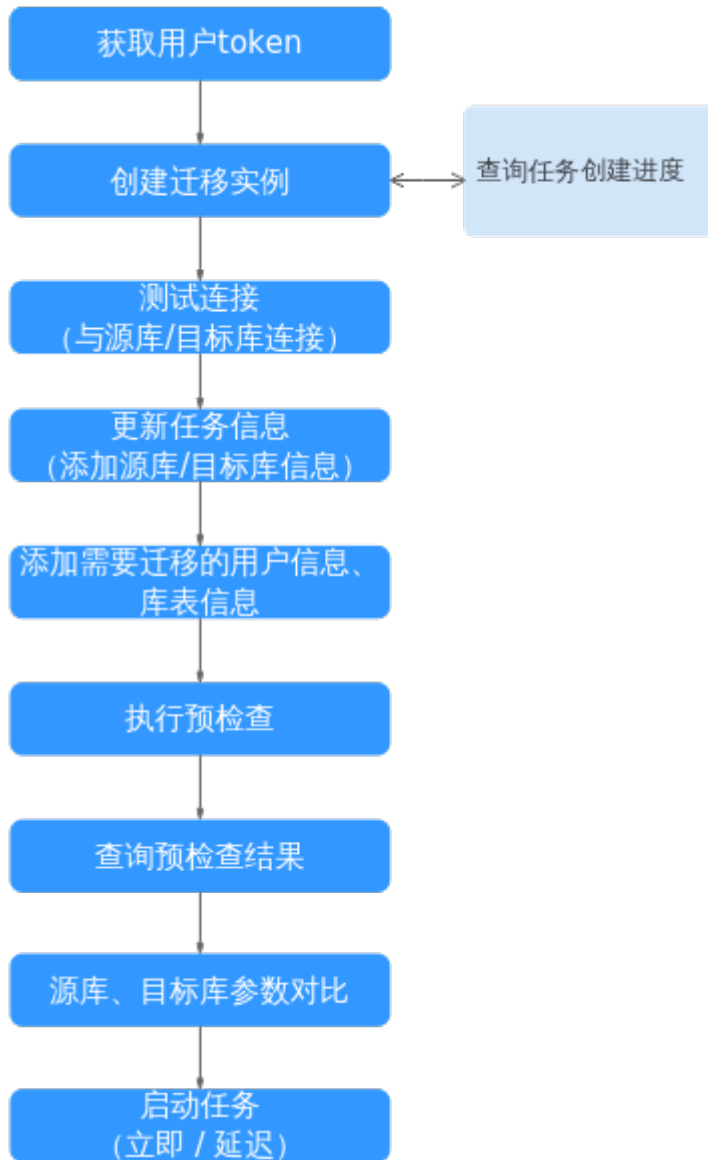 获取用户token
创建迁移实例
查询任务创建进度
测试连接
（与源库/目标库连接）
更新任务信息
（添加源库/目标库信息）
添加需要迁移的用户信息、
库表信息
执行预检查
查询预检查结果
源库、目标库参数对比
启动任务
（立即 / 延迟）